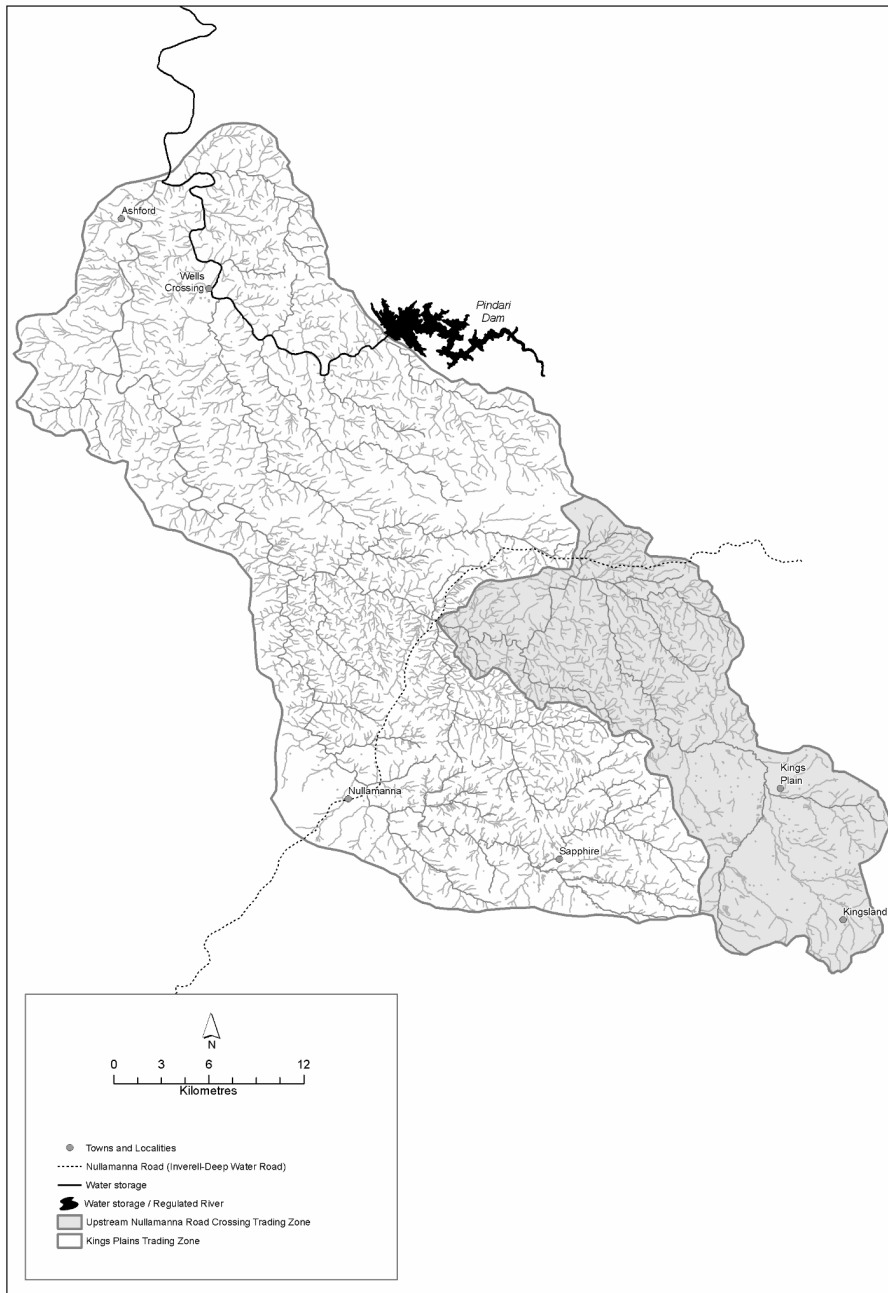 Ashford
Wells
Crossing
Pindari
Dam
Kings
Plain
Nullamanna
Sapphire
Kingsland
N
0 3 6 12
Kilometres
Towns and Localities
Nullamanna Road (Inverell-Deep Water Road)
Water storage
Water storage / Regulated River
Upstream Nullamanna Road Crossing Trading Zone
Kings Plains Trading Zone